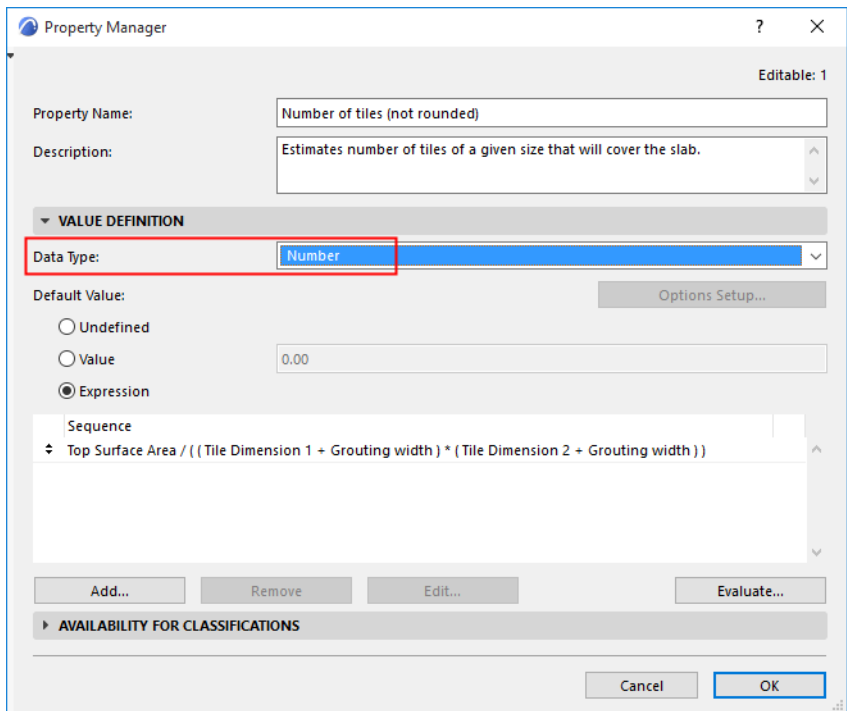 Property Manager
?
Editable: 1
Property Name:
Number of tiles (not rounded)
Description:
Estimates number of tiles of a given size that will cover the slab.
VALUE DEFINITION
Data Type:
Number
Default Value:
Options Setup...
Undefined
Value
0.00
Expression
Sequence
Top Surface Area / ( ( Tile Dimension 1 + Grouting width ) * ( Tile Dimension 2 + Grouting width ) )
Add...
Remove
Edit...
Evaluate...
AVAILABILITY FOR CLASSIFICATIONS
Cancel
OK